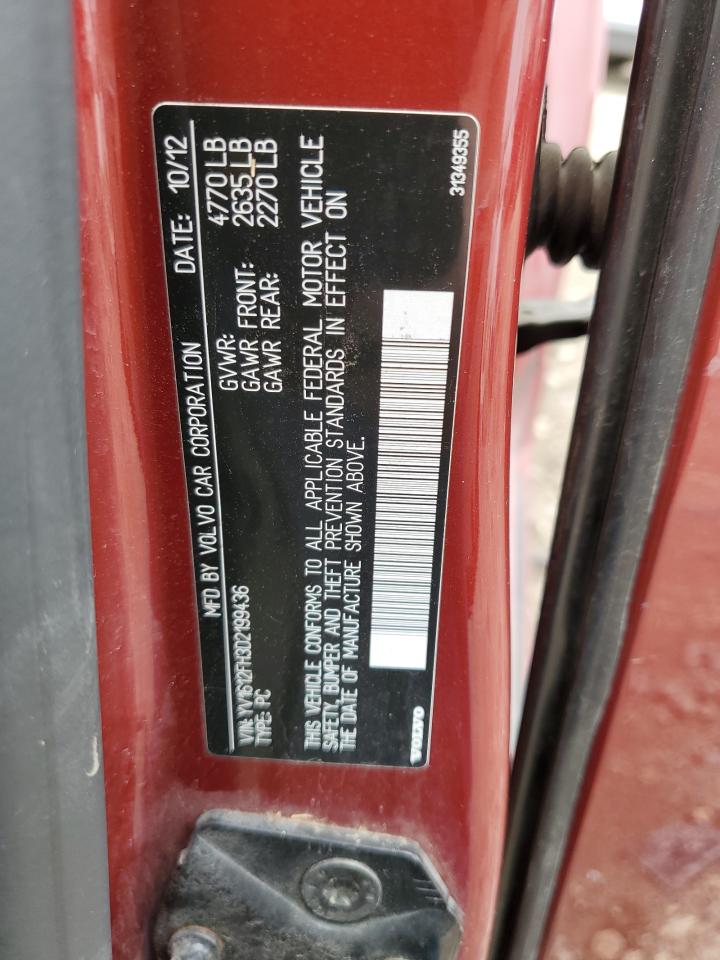 MFD BY VOLVO CAR CORPORATION DATE: 10/12
VIN: YV1612FH3D2199436
TYPE: PC
GVWR: 4770 LB
GAWR FRONT: 2635 LB
GAWR REAR: 2270 LB
THIS VEHICLE CONFORMS TO ALL APPLICABLE FEDERAL MOTOR VEHICLE
SAFETY, BUMPER AND THEFT PREVENTION STANDARDS IN EFFECT ON
THE DATE OF MANUFACTURE SHOWN ABOVE.
VOLVO
31349355